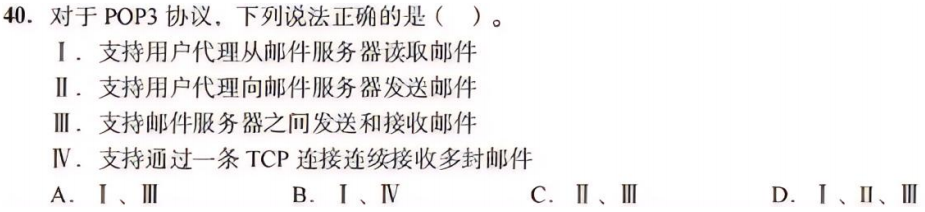 40. 对于 POP3 协议，下列说法正确的是（ ）。
Ⅰ．支持用户代理从邮件服务器读取邮件
Ⅱ．支持用户代理向邮件服务器发送邮件
Ⅲ．支持邮件服务器之间发送和接收邮件
Ⅳ．支持通过一条 TCP 连接连续接收多封邮件
A. Ⅰ、Ⅲ B. Ⅰ、Ⅳ C. Ⅱ、Ⅲ D. Ⅰ、Ⅱ、Ⅲ